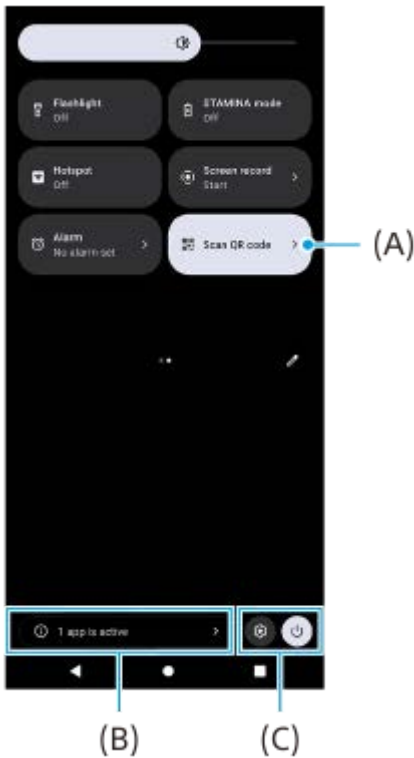 Flashlight
Off
STAMINA mode
Off
Hotspot
Off
Screen record
Start
Alarm
No alarm set
Scan QR code
(A)
1 app is active
(B)
(C)